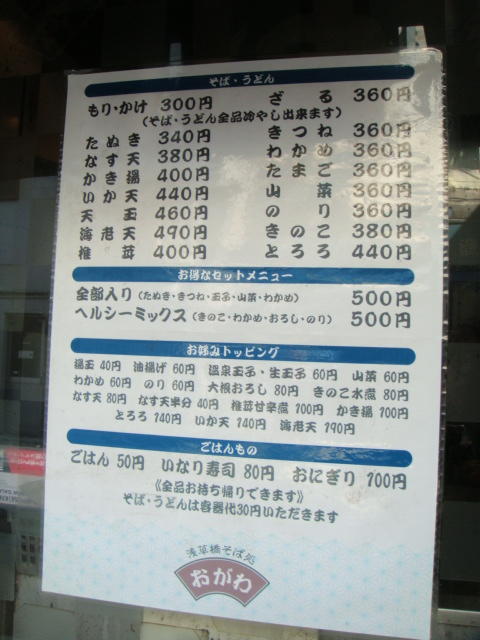 そば・うどん
もり・かけ 300円 ざる 360円
(そば・うどん全品冷やし出来ます)
たぬき 340円 きつね 360円
なす天 380円 わかめ 360円
かき揚 400円 たまご 360円
いか天 440円 山菜 360円
天玉 460円 のり 360円
海老天 490円 きのこ 380円
椎茸 400円 とろろ 440円
お得なセットメニュー
全部入り(たぬき・きつね・玉子・山菜・わかめ) 500円
ヘルシーミックス(きのこ・わかめ・おろし・のり) 500円
お好みトッピング
揚玉 40円 油揚げ 60円 温泉玉子・生玉子 60円 山菜 60円
わかめ 60円 のり 60円 大根おろし 80円 きのこ水煮 80円
なす天 80円 なす天半分 40円 椎茸甘辛煮 100円 かき揚 100円
とろろ 140円 いか天 140円 海老天 190円
ごはんもの
ごはん 50円 いなり寿司 80円 おにぎり 100円
《全品お持ち帰りできます》
そば・うどんは容器代30円いただきます
浅草橋そば処
おがわ